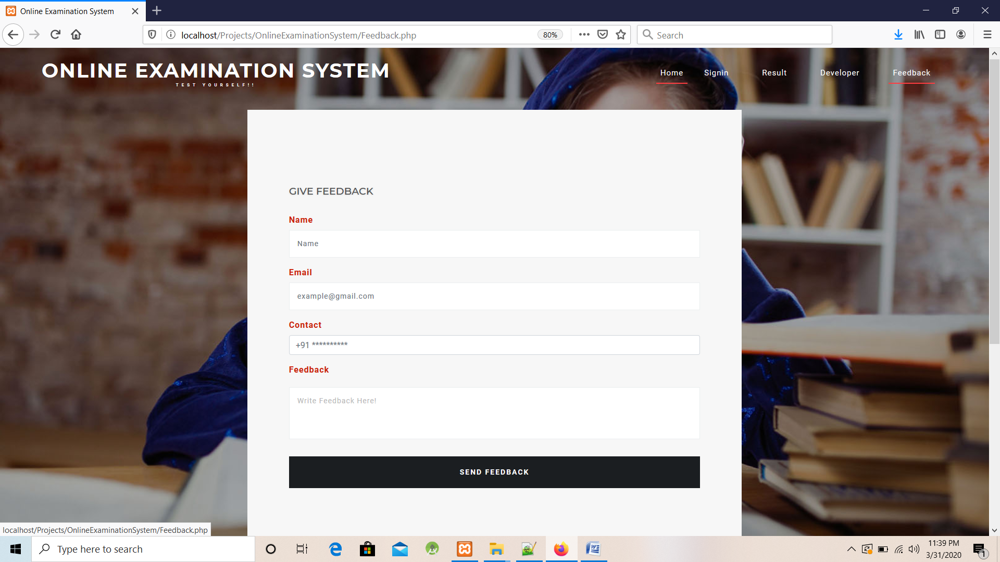 Online Examination System
localhost/Projects/OnlineExaminationSystem/Feedback.php
80%
Search
ONLINE EXAMINATION SYSTEM
TEST YOURSELF!!
Home
Signin
Result
Developer
Feedback
GIVE FEEDBACK
Name
Name
Email
example@gmail.com
Contact
+91 **********
Feedback
Write Feedback Here!
SEND FEEDBACK
localhost/Projects/OnlineExaminationSystem/Feedback.php
Type here to search
11:39 PM
3/31/2020
1